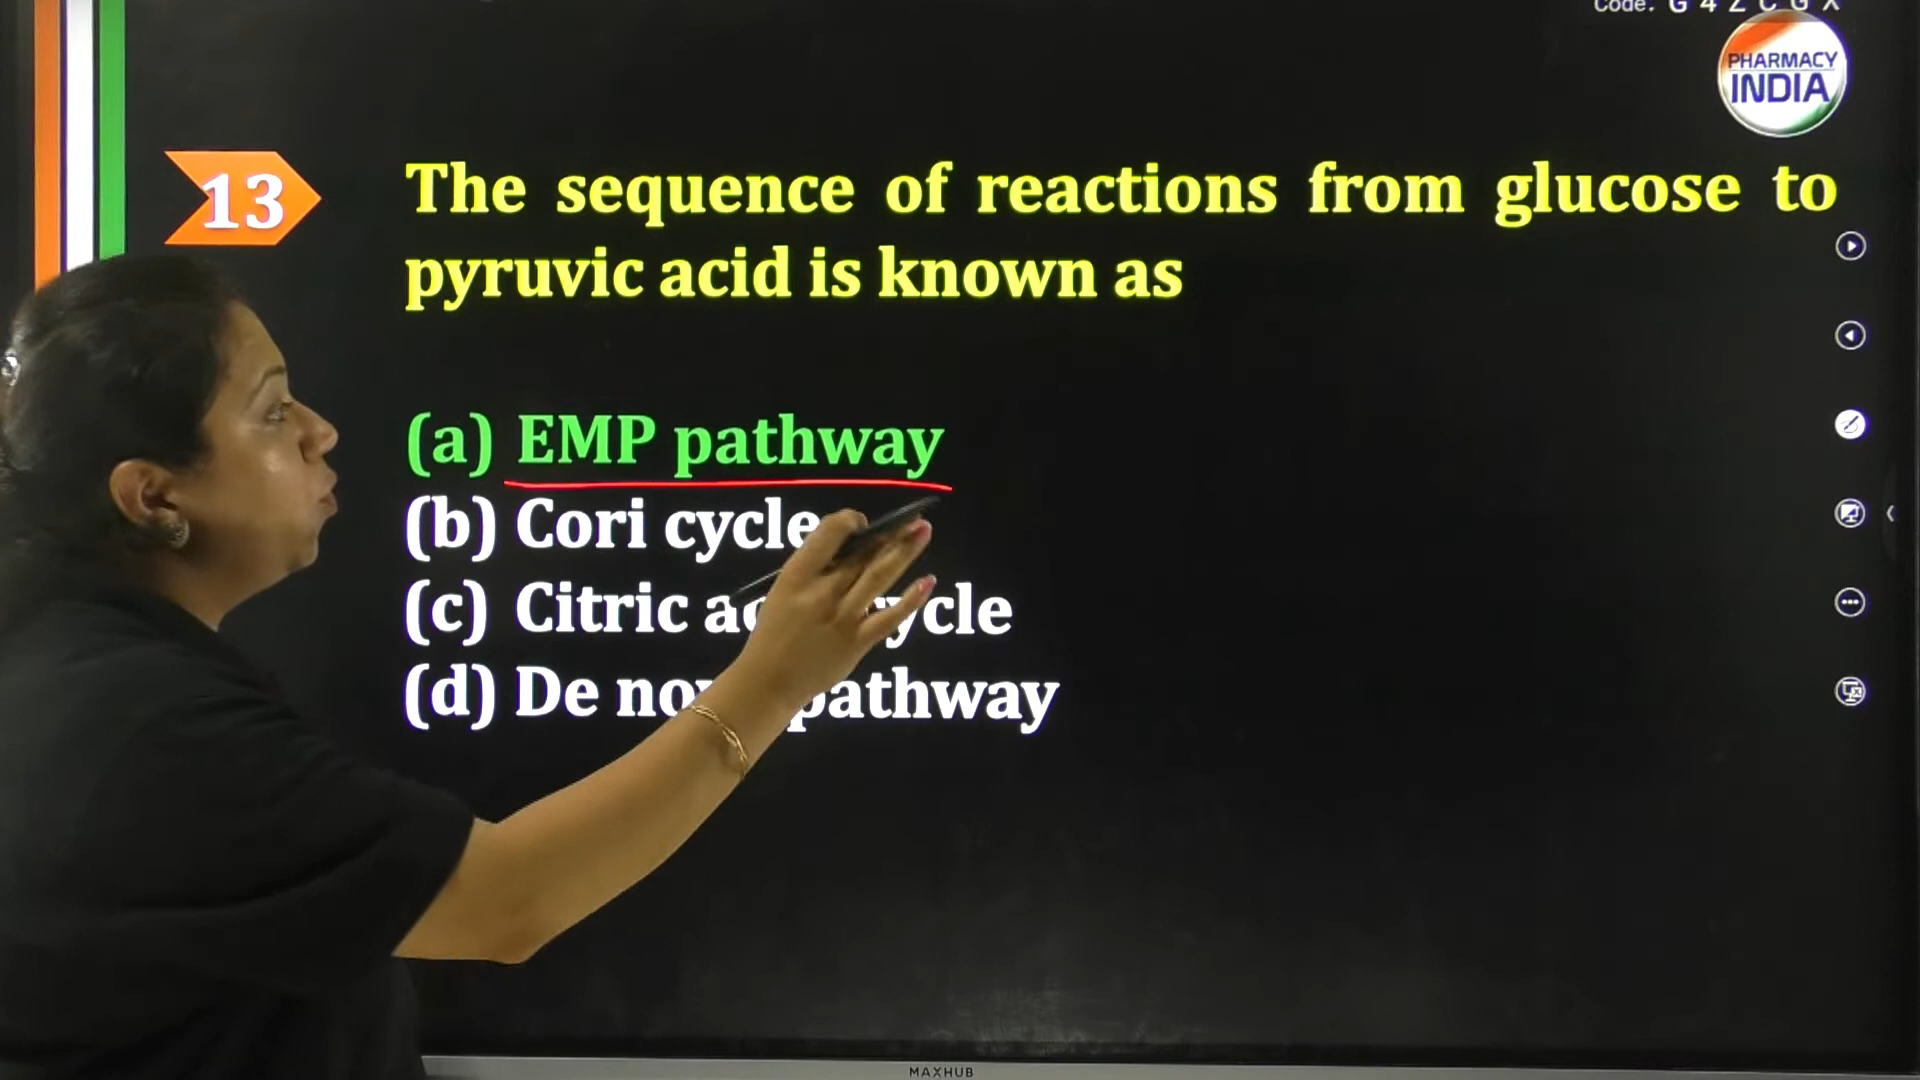 Code: G 4 Z C G X
PHARMACY
INDIA
13
The sequence of reactions from glucose to
pyruvic acid is known as
(a) EMP pathway
(b) Cori cycle
(c) Citric ycle
(d) De pathway
MAXHUB